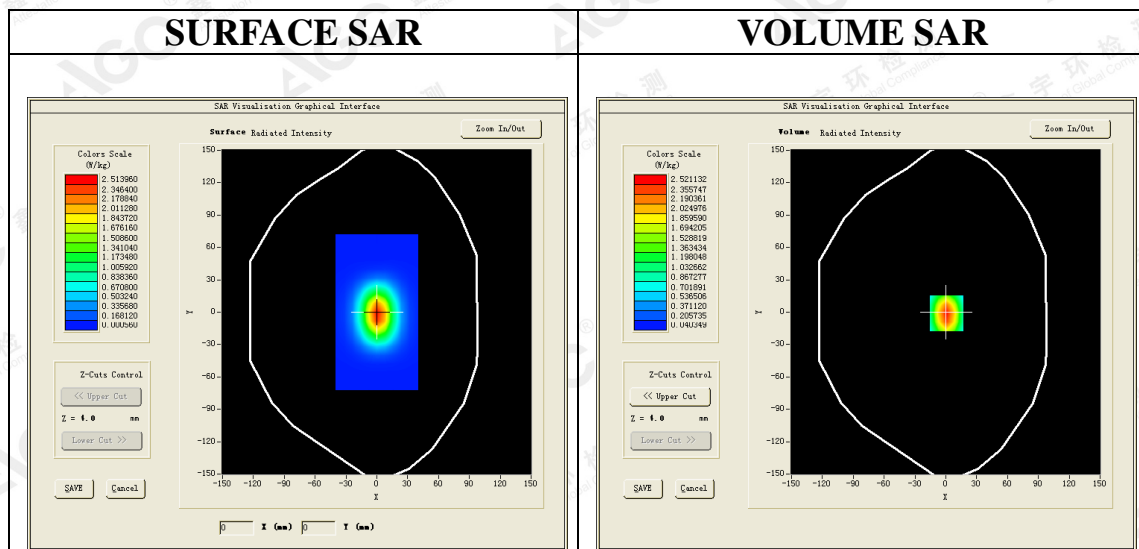 SURFACE SAR
VOLUME SAR
SAR Visualisation Graphical Interface
Surface Radiated Intensity
Zoom In/Out
Colors Scale
(W/kg)
2.513960
2.346400
2.178840
2.011280
1.843720
1.676160
1.508600
1.341040
1.173480
1.005920
0.838360
0.670800
0.503240
0.335680
0.168120
0.000560
150
120
90
60
30
0
-30
-60
-90
-120
-150
Y
-150 -120 -90 -60 -30 0 30 60 90 120 150
X
Z-Cuts Control
<< Upper Cut
Z = 4.0 mm
Lower Cut >>
SAVE
Cancel
0 X (mm) 0 Y (mm)
SAR Visualisation Graphical Interface
Volume Radiated Intensity
Zoom In/Out
Colors Scale
(W/kg)
2.521132
2.355747
2.190361
2.024976
1.859590
1.694205
1.528819
1.363434
1.198048
1.032662
0.867277
0.701891
0.536506
0.371120
0.205735
0.040349
150
120
90
60
30
0
-30
-60
-90
-120
-150
Y
-150 -120 -90 -60 -30 0 30 60 90 120 150
X
Z-Cuts Control
<< Upper Cut
Z = 4.0 mm
Lower Cut >>
SAVE
Cancel